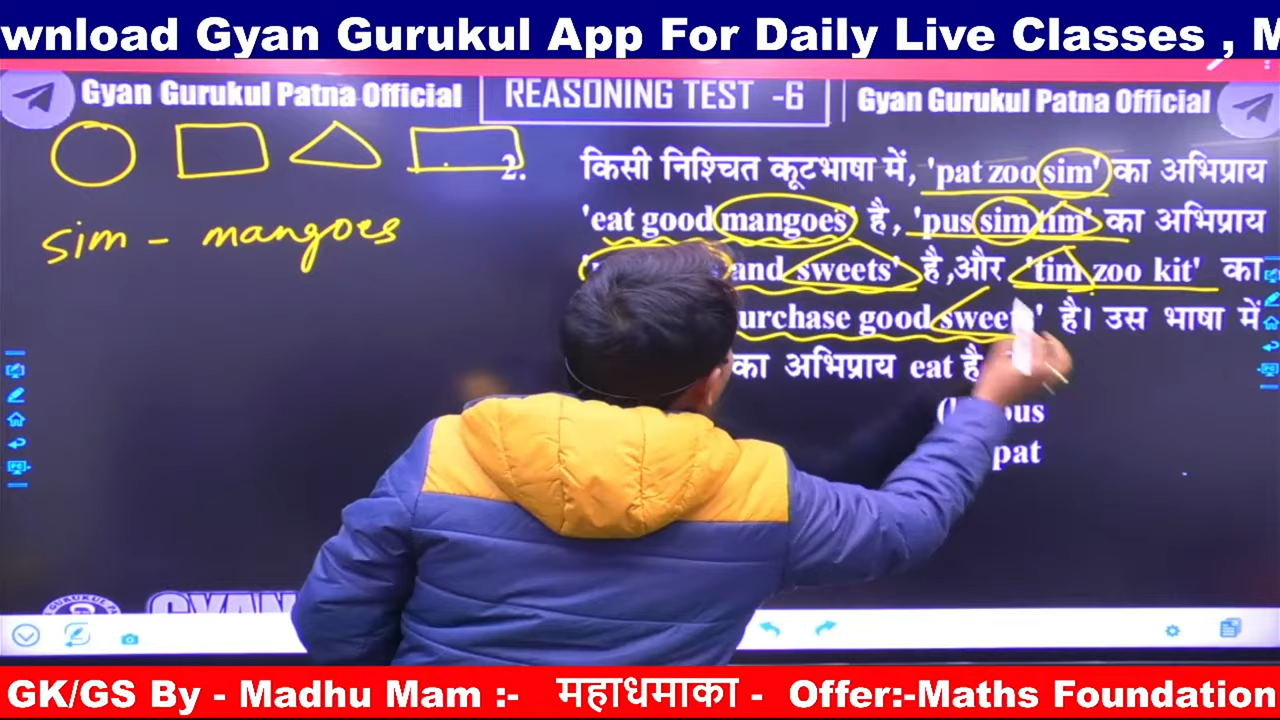 wnload Gyan Gurukul App For Daily Live Classes , M
Gyan Gurukul Patna Official
REASONING TEST -6
Gyan Gurukul Patna Official
2. किसी निश्चित कूटभाषा में, 'pat zoo sim' का अभिप्राय
'eat good mangoes' है, 'pus sim tim' का अभिप्राय
and sweets' है, और 'tim zoo kit' का
urchase good sweet ' है। उस भाषा में
का अभिप्राय eat है
pus
pat
sim - mangoes
GYAN
GK/GS By - Madhu Mam :- महाधमाका - Offer:-Maths Foundation